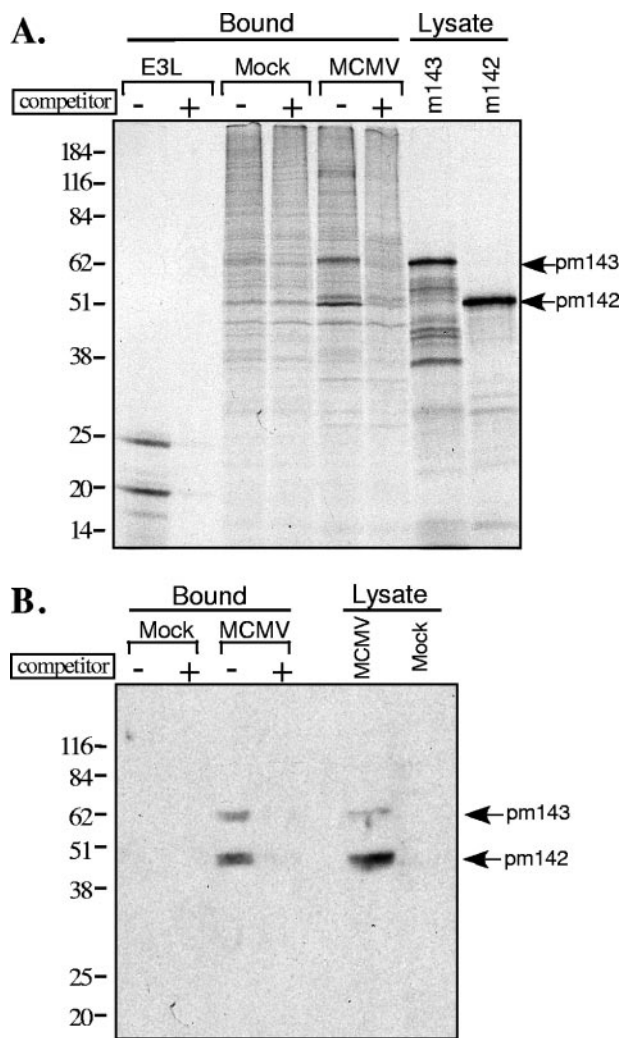 A.
Bound Lysate
E3L Mock MCMV m143 m142
competitor - + - + - +
184
116
84
62 pm143
51 pm142
38
25
20
14
B.
Bound Lysate
Mock MCMV MCMV Mock
competitor - + - +
116
84
62 pm143
51 pm142
38
25
20